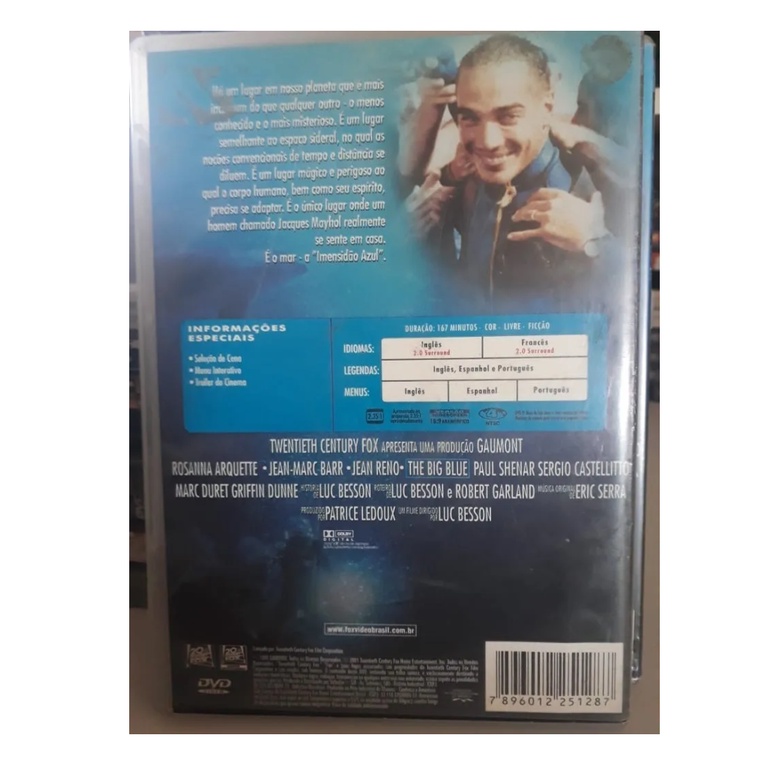 Há um lugar em nosso planeta que é mais
do que qualquer outro - o menos
conhecido e o mais misterioso. É um lugar
semelhante ao espaço sideral, no qual as
noções convencionais de tempo e distância se
diluem. É um lugar mágico e perigoso ao
qual o corpo humano, bem como seu espírito,
precisa se adaptar. É o único lugar onde um
homem chamado Jacques Mayhol realmente
se sente em casa.
É o mar - a "Imensidão Azul".
INFORMAÇÕES
ESPECIAIS
• Seleção de Cena
• Menu Interativo
• Trailer do Cinema
DURAÇÃO: 167 MINUTOS - COR - LIVRE - FICÇÃO
IDIOMAS: Inglês 2.0 Surround Francês 2.0 Surround
LEGENDAS: Inglês, Espanhol e Português
MENUS: Inglês Espanhol Português
2.35:1
16:9
NTSC
TWENTIETH CENTURY FOX APRESENTA UMA PRODUÇÃO GAUMONT
ROSANNA ARQUETTE • JEAN-MARC BARR • JEAN RENO • THE BIG BLUE PAUL SHENAR SERGIO CASTELLITTO
MARC DURET GRIFFIN DUNNE HISTÓRIA DE LUC BESSON ROTEIRO DE LUC BESSON e ROBERT GARLAND MÚSICA ORIGINAL DE ERIC SERRA
PRODUZIDO POR PATRICE LEDOUX UM FILME DIRIGIDO POR LUC BESSON
DOLBY
DIGITAL
www.foxvideobrasil.com.br
DVD
7 896012 251287